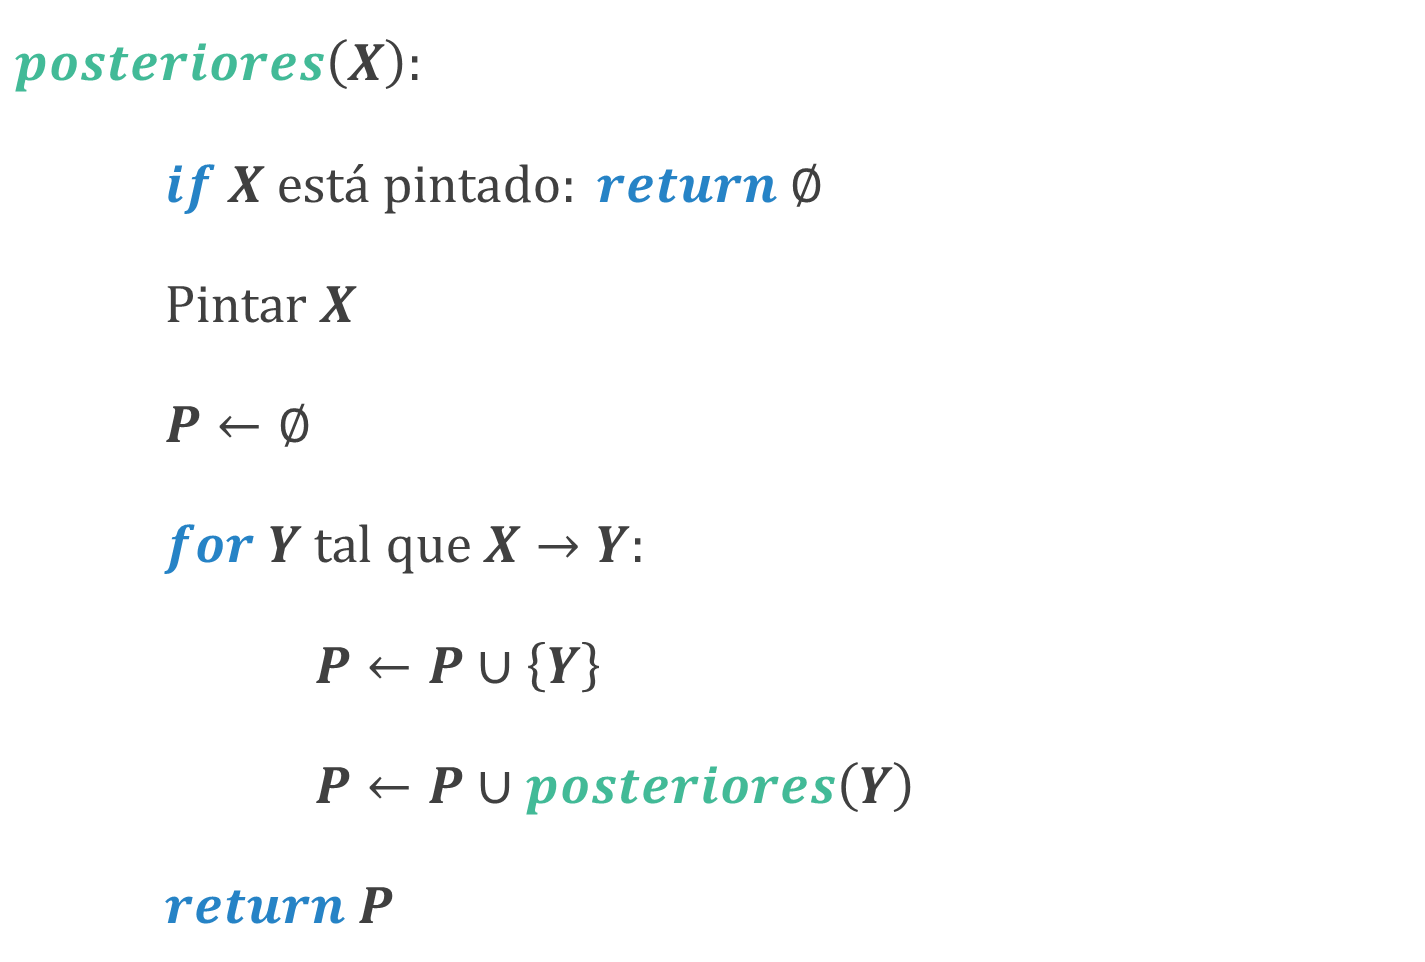 posteriores(X):
if X está pintado: return ∅
Pintar X
P ← ∅
for Y tal que X → Y:
P ← P ∪ {Y}
P ← P ∪ posteriores(Y)
return P